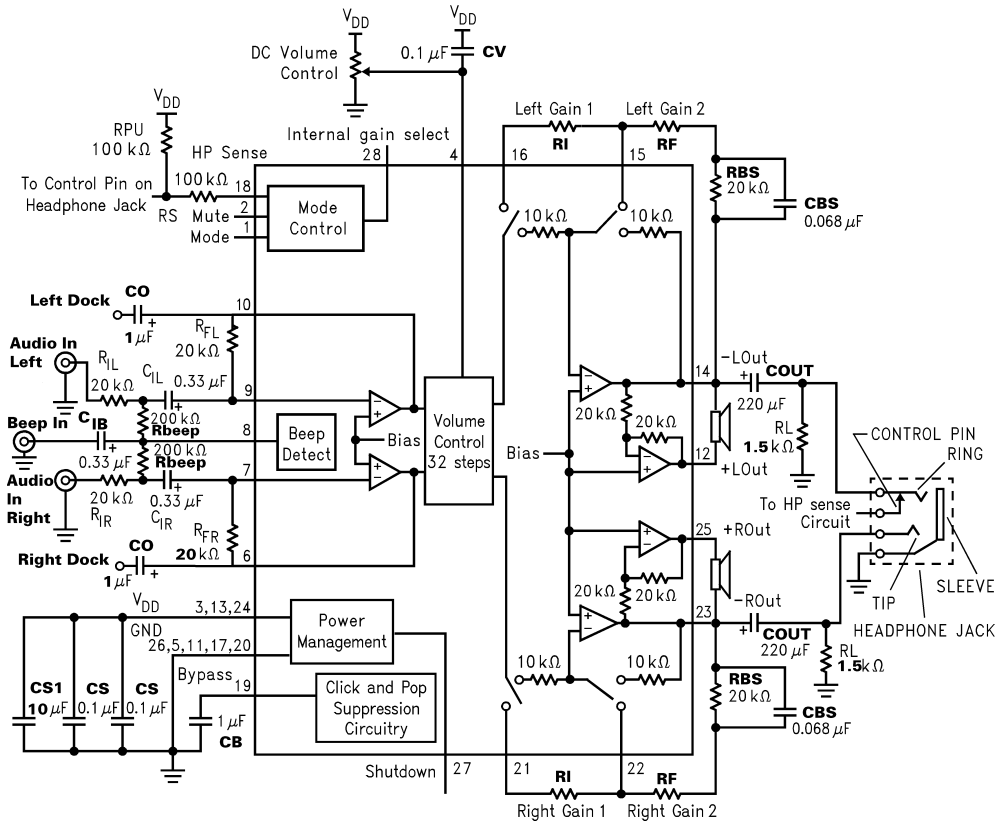 VDD
VDD
DC Volume
Control
0.1 µF
CV
VDD
RPU
100 kΩ
Internal gain select
28
4
Left Gain 1
RI
16
Left Gain 2
RF
15
HP Sense
To Control Pin on
Headphone Jack
RS
100 kΩ
18
Mute
2
Mode
1
Mode
Control
10 kΩ
10 kΩ
RBS
20 kΩ
CBS
0.068 µF
Left Dock
CO
+
1µF
10
RFL
20 kΩ
Audio In
Left
RIL
20 kΩ
CIL
0.33 µF
+
9
200 kΩ
Rbeep
Beep In
CIB
0.33 µF
+
8
Beep
Detect
200 kΩ
Rbeep
Audio
In
Right
20 kΩ
RIR
0.33 µF
+
CIR
7
RFR
20 kΩ
Right Dock
CO
1µF
+
6
−
+
Bias
+
−
Volume
Control
32 steps
Bias
−
+
20 kΩ
20 kΩ
−
+
+
−
20 kΩ
20 kΩ
+
−
14
−LOut
12
+LOut
25
+ROut
23
−ROut
+
COUT
220 µF
RL
1.5kΩ
+
COUT
220 µF
RL
1.5kΩ
CONTROL PIN
RING
To HP sense
Circuit
TIP
SLEEVE
HEADPHONE JACK
VDD
3,13,24
GND
26,5,11,17,20
Power
Management
Bypass
19
CS1
10 µF
CS
0.1 µF
CS
0.1 µF
1 µF
CB
Click and Pop
Suppression
Circuitry
Shutdown
27
10 kΩ
10 kΩ
RBS
20 kΩ
CBS
0.068 µF
21
RI
Right Gain 1
22
RF
Right Gain 2